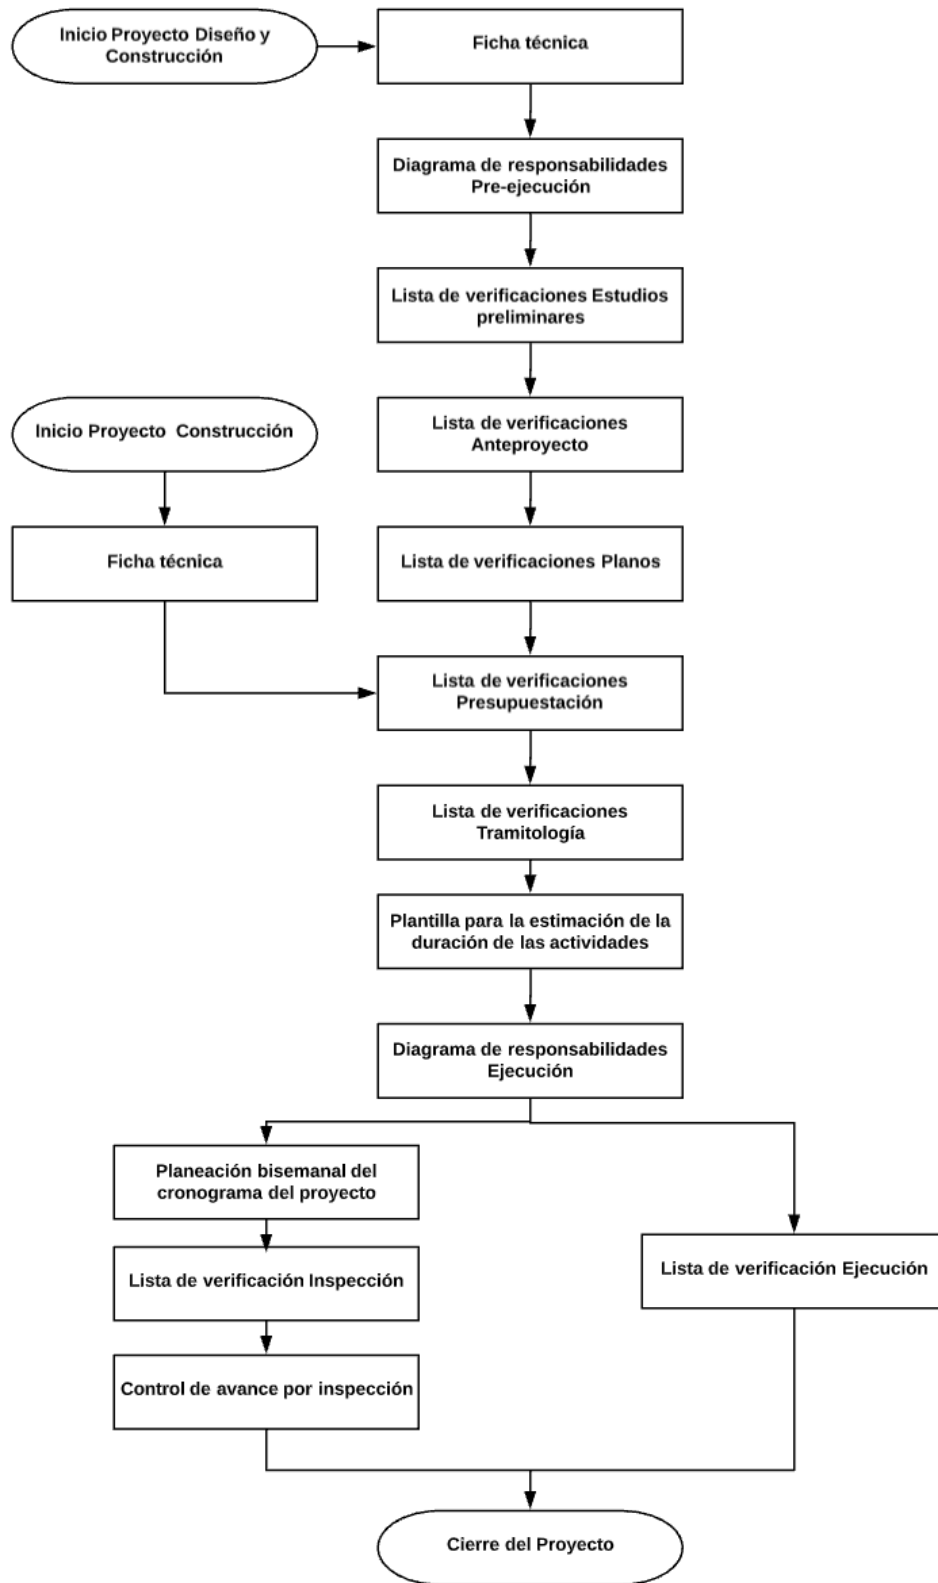 Inicio Proyecto Diseño y
Construcción
Ficha técnica
Diagrama de responsabilidades
Pre-ejecución
Lista de verificaciones Estudios
preliminares
Lista de verificaciones
Anteproyecto
Inicio Proyecto Construcción
Ficha técnica
Lista de verificaciones Planos
Lista de verificaciones
Presupuestación
Lista de verificaciones
Tramitología
Plantilla para la estimación de la
duración de las actividades
Diagrama de responsabilidades
Ejecución
Planeación bisemanal del
cronograma del proyecto
Lista de verificación Inspección
Lista de verificación Ejecución
Control de avance por inspección
Cierre del Proyecto